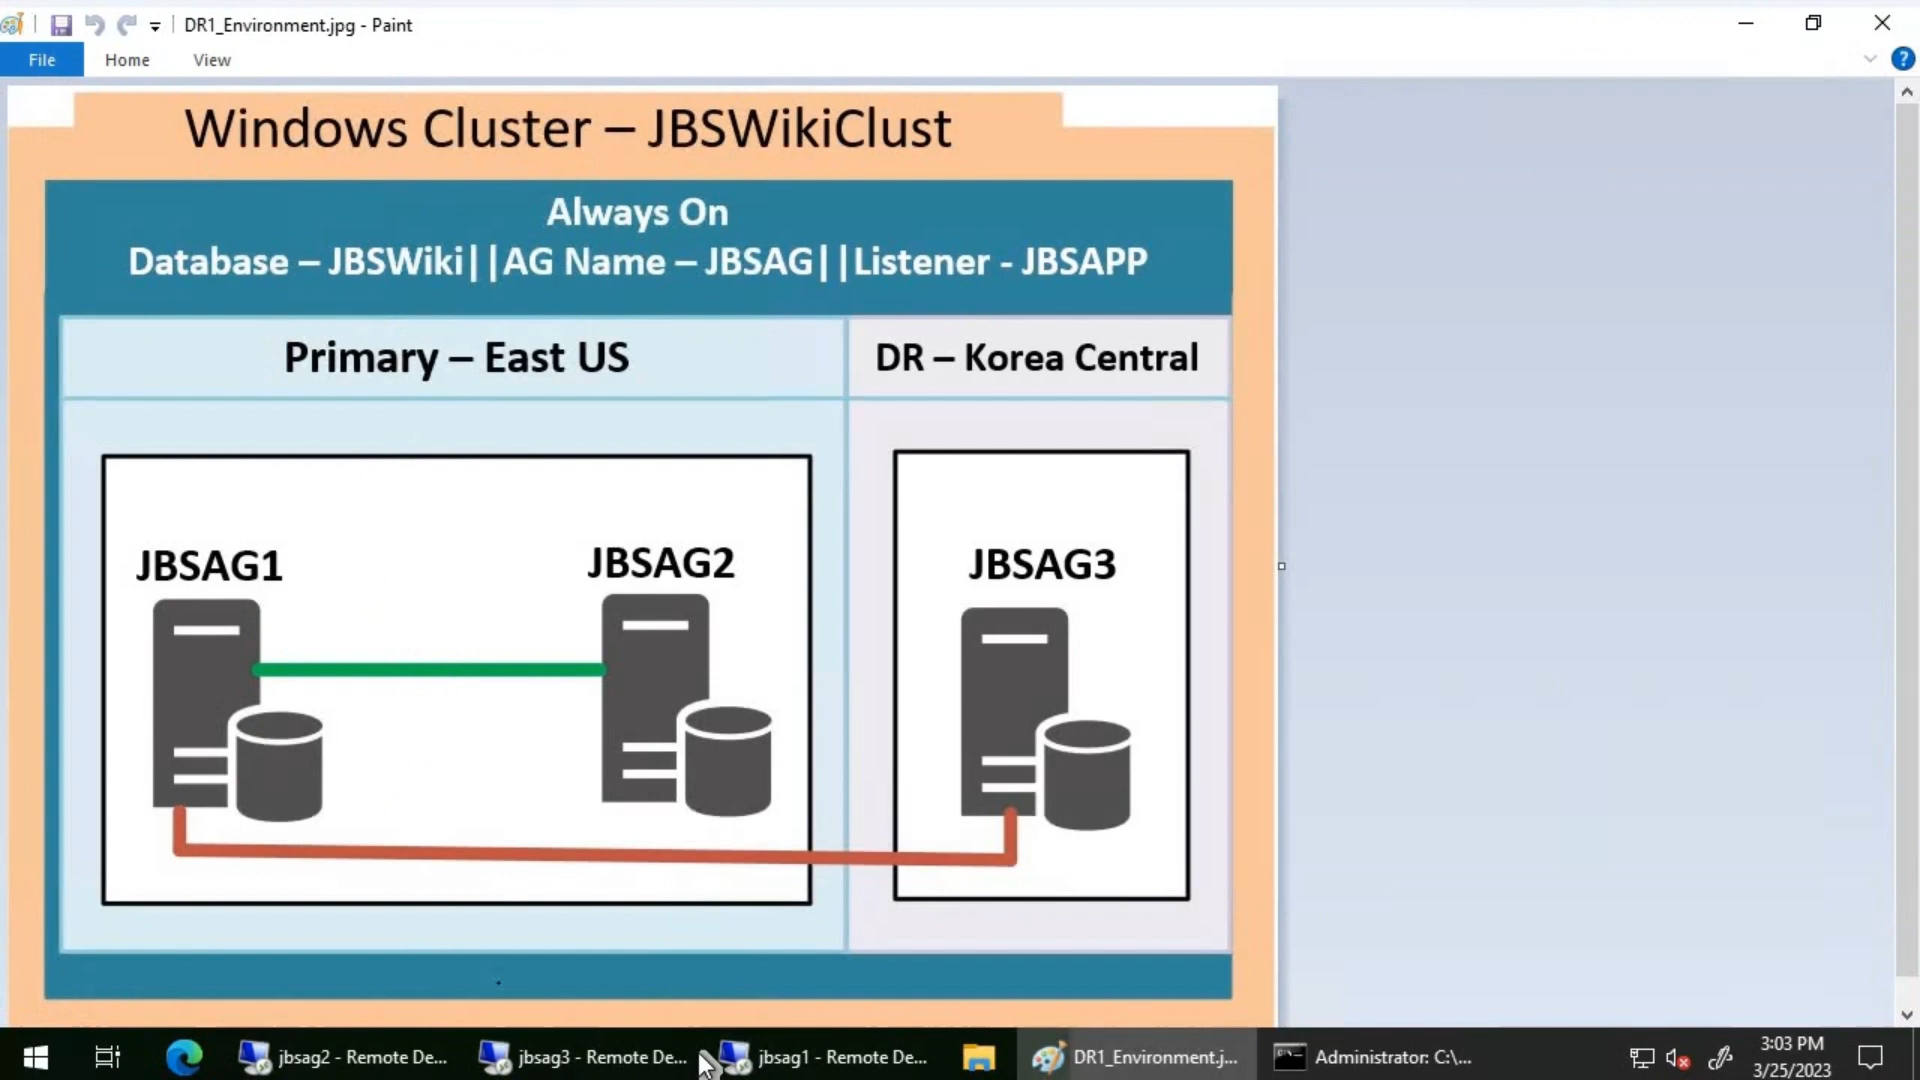 DR1_Environment.jpg - Paint
File Home View
?
Windows Cluster – JBSWikiClust
Always On
Database – JBSWiki||AG Name – JBSAG||Listener - JBSAPP
Primary – East US
DR – Korea Central
JBSAG1
JBSAG2
JBSAG3
jbsag2 - Remote De...
jbsag3 - Remote De...
jbsag1 - Remote De...
DR1_Environment.j...
Administrator: C:\...
3:03 PM
3/25/2023